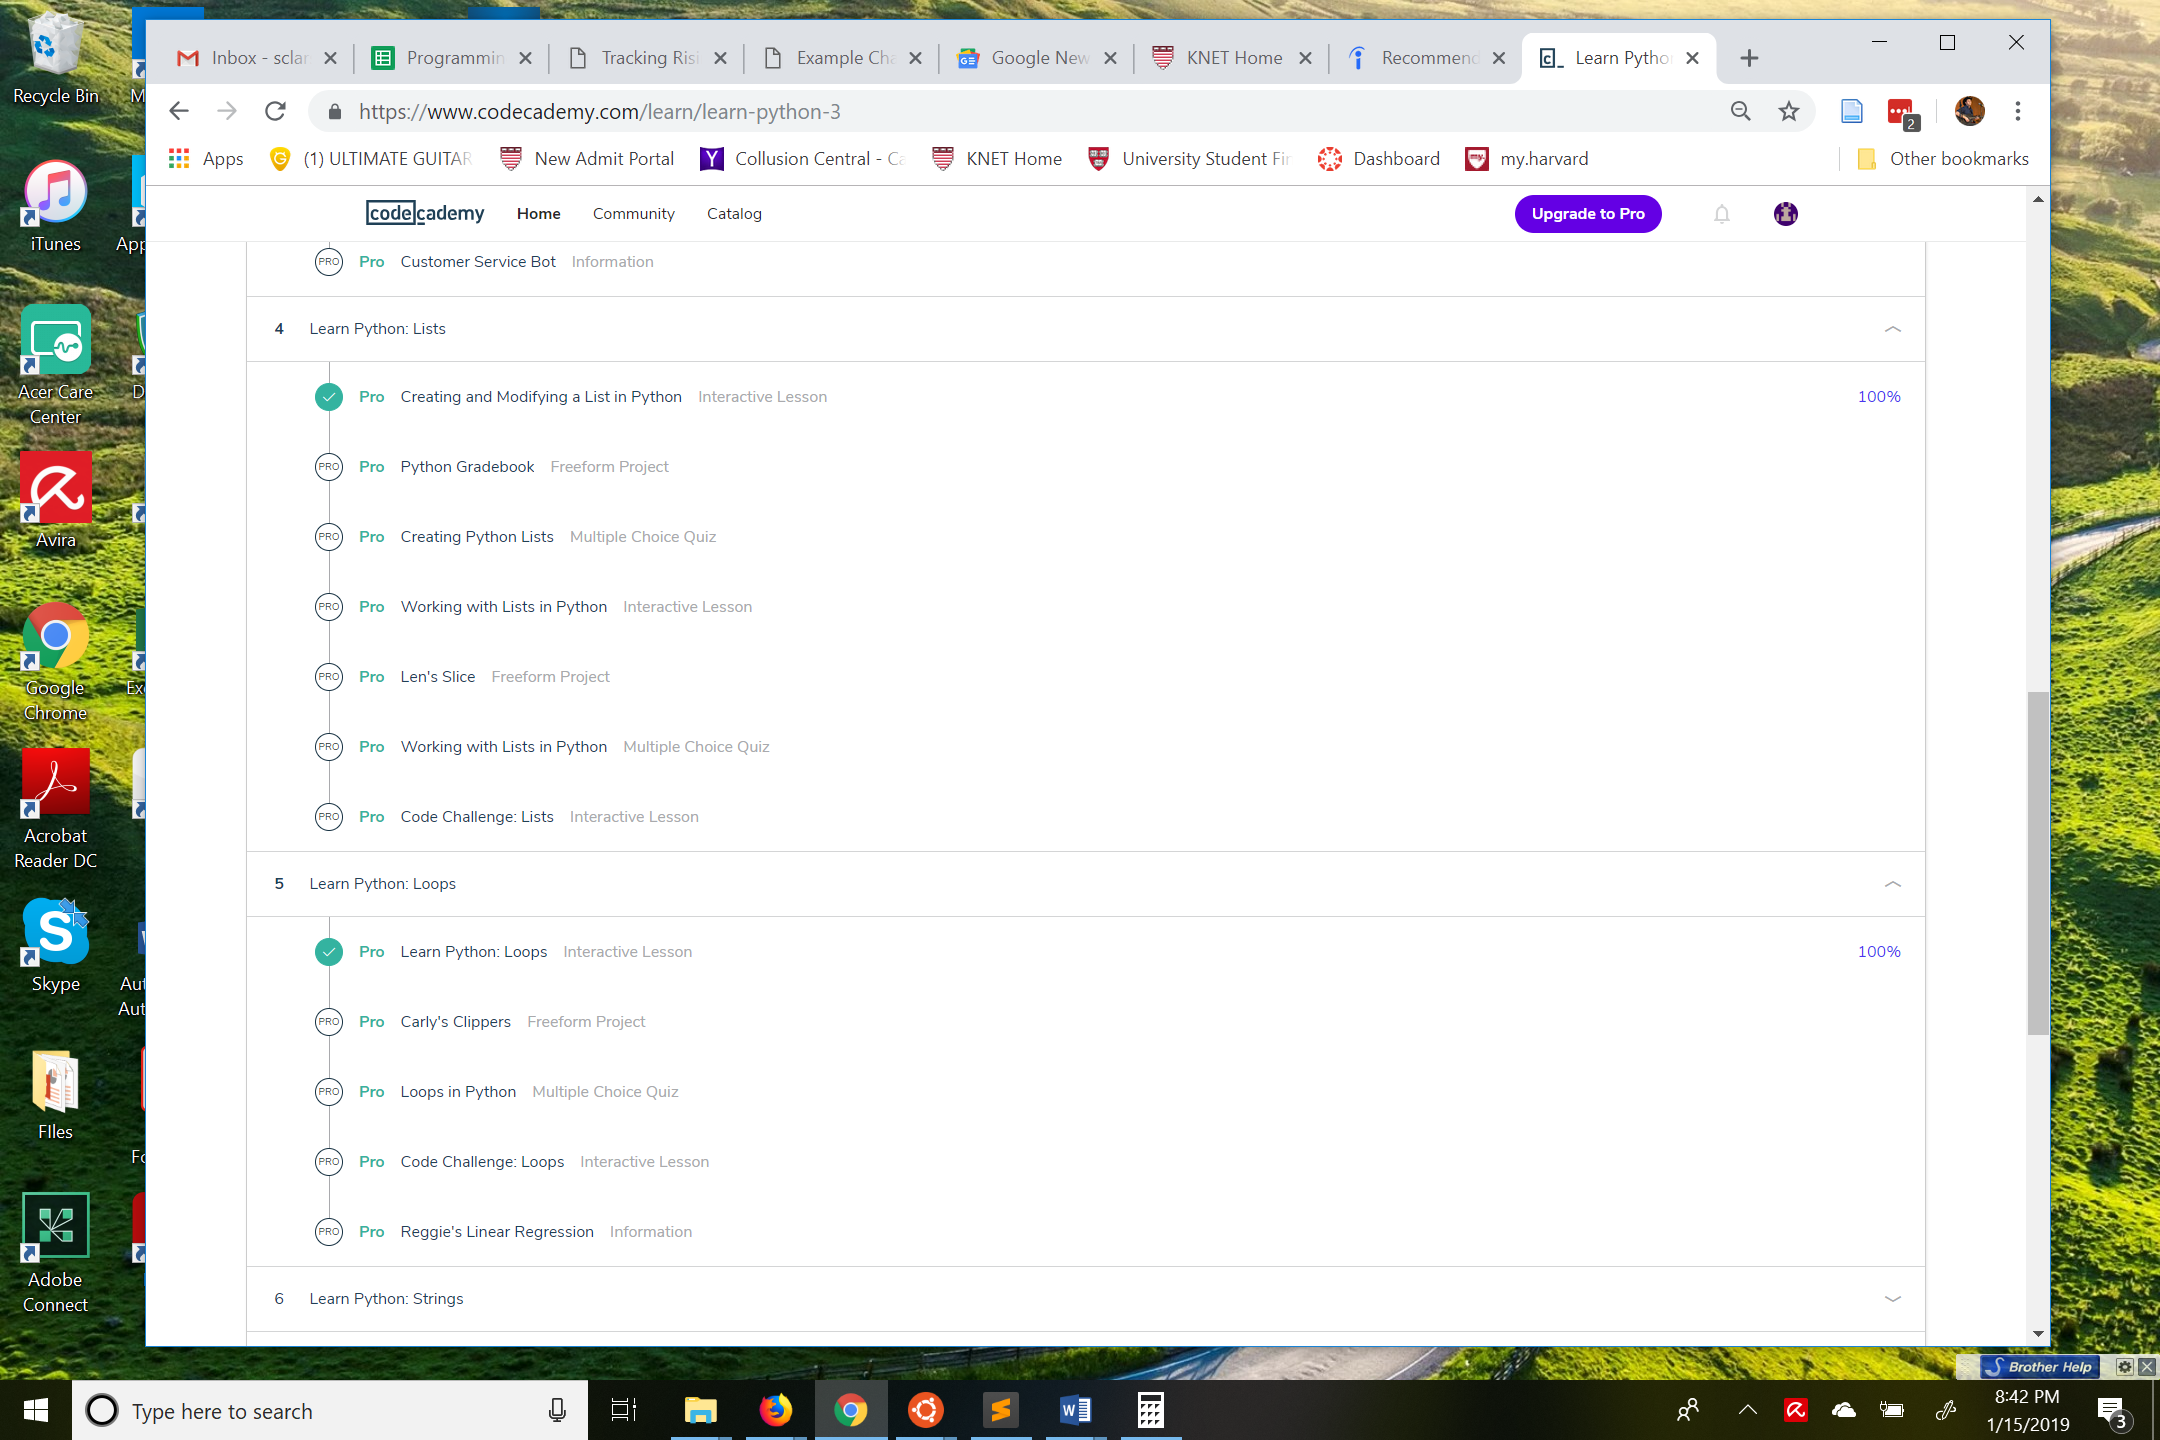 Recycle Bin
iTunes
Acer Care
Center
Avira
Google
Chrome
Acrobat
Reader DC
Skype
FIles
Adobe
Connect
Inbox - sclar
Programmin
Tracking Risi
Example Cha
Google New
KNET Home
Recommend
Learn Pytho
https://www.codecademy.com/learn/learn-python-3
2
Apps
(1) ULTIMATE GUITAR
New Admit Portal
Collusion Central - Ca
KNET Home
University Student Fin
Dashboard
my.harvard
Other bookmarks
codecademy
Home
Community
Catalog
Upgrade to Pro
PRO Pro Customer Service Bot Information
4 Learn Python: Lists
Pro Creating and Modifying a List in Python Interactive Lesson 100%
PRO Pro Python Gradebook Freeform Project
PRO Pro Creating Python Lists Multiple Choice Quiz
PRO Pro Working with Lists in Python Interactive Lesson
PRO Pro Len's Slice Freeform Project
PRO Pro Working with Lists in Python Multiple Choice Quiz
PRO Pro Code Challenge: Lists Interactive Lesson
5 Learn Python: Loops
Pro Learn Python: Loops Interactive Lesson 100%
PRO Pro Carly's Clippers Freeform Project
PRO Pro Loops in Python Multiple Choice Quiz
PRO Pro Code Challenge: Loops Interactive Lesson
PRO Pro Reggie's Linear Regression Information
6 Learn Python: Strings
Brother Help
Type here to search
8:42 PM
1/15/2019
3